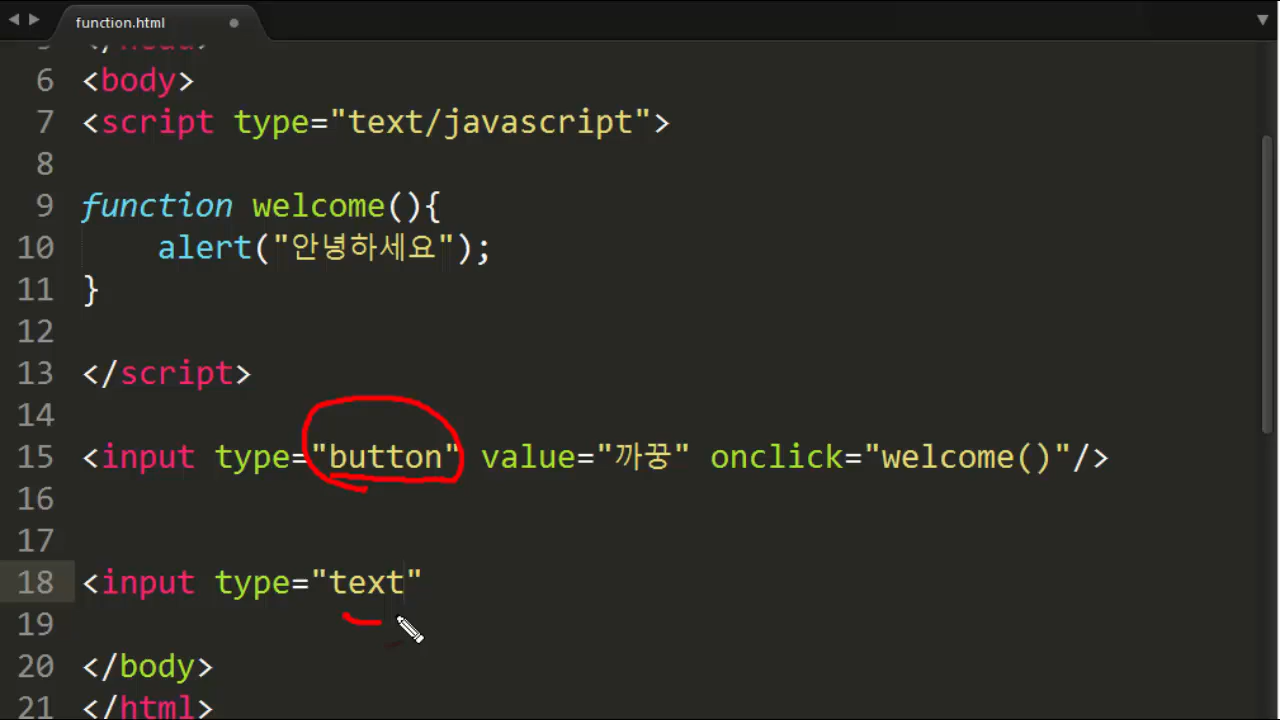 function.html
6 <body>
7 <script type="text/javascript">
8
9 function welcome(){
10 alert("안녕하세요");
11 }
12
13 </script>
14
15 <input type="button" value="까꿍" onclick="welcome()"/>
16
17
18 <input type="text"
19
20 </body>
21 </html>